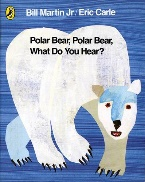 Bill Martin Jr / Eric Carle
Polar Bear, Polar Bear,
What Do You Hear?